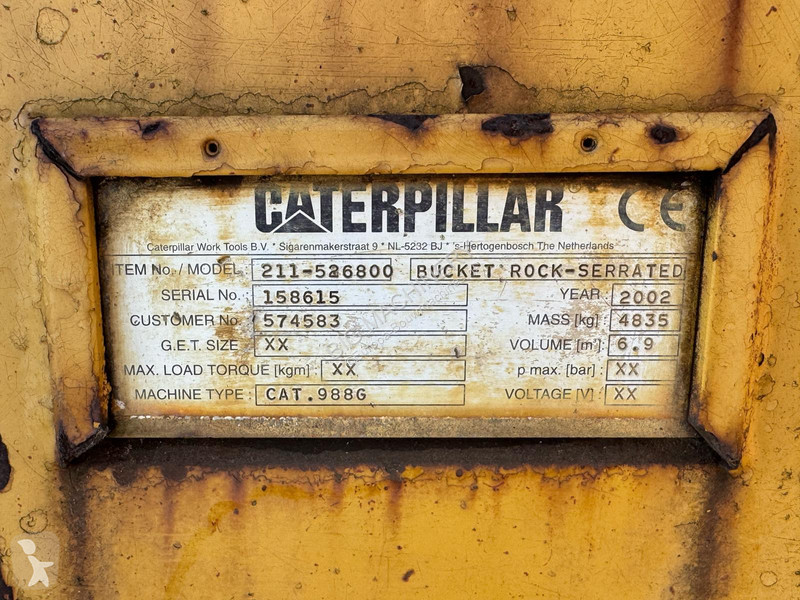 CATERPILLAR CE
Caterpillar Work Tools B.V. * Sigarenmakerstraat 9 * NL-5232 BJ * 's-Hertogenbosch The Netherlands
ITEM No. / MODEL : 211-526800 BUCKET ROCK-SERRATED
SERIAL No. : 158615 YEAR : 2002
CUSTOMER No. 574583 MASS [kg] : 4835
G.E.T. SIZE : XX VOLUME [m³] : 6.9
MAX. LOAD TORQUE [kgm] : XX p max. [bar] : XX
MACHINE TYPE : CAT.988G VOLTAGE [V] : XX